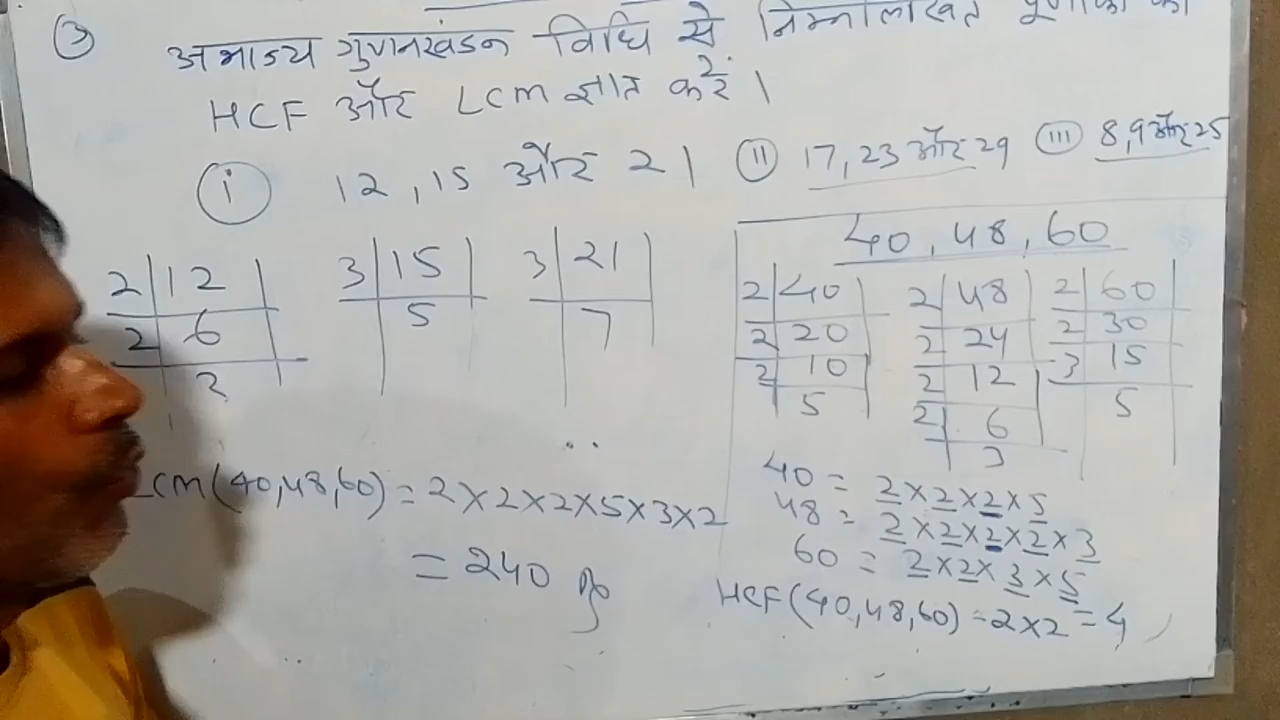 ③ अभाज्य गुणनखंडन विधि से निम्नलिखित पूर्णांकों का
HCF और LCM ज्ञात करें।
(i) 12, 15 और 21 (ii) 17, 23 और 29 (iii) 8, 9 और 25
2 | 12
2 | 6
3
3 | 15
5
3 | 21
7
40, 48, 60
2 | 40
2 | 20
2 | 10
5
2 | 48
2 | 24
2 | 12
2 | 6
3
2 | 60
2 | 30
3 | 15
5
40 = 2×2×2×5
48 = 2×2×2×2×3
60 = 2×2×3×5
HCF(40,48,60) = 2×2 = 4
LCM(40,48,60) = 2×2×2×5×3×2
= 240